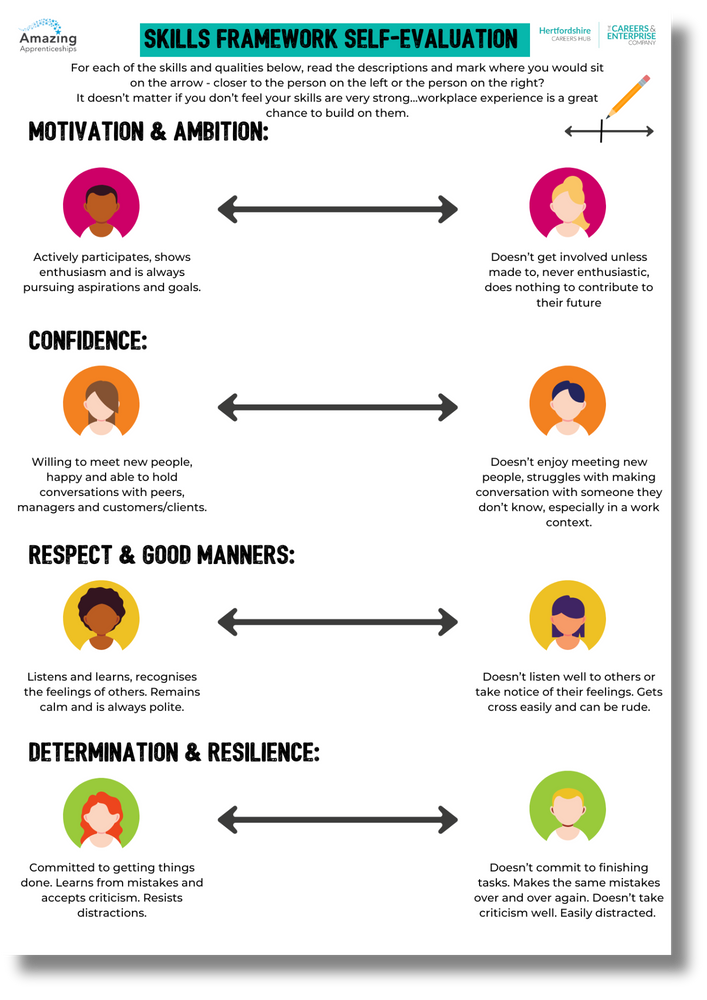 Amazing
Apprenticeships
SKILLS FRAMEWORK SELF-EVALUATION
Hertfordshire
CAREERS HUB
THE CAREERS &
ENTERPRISE
COMPANY
For each of the skills and qualities below, read the descriptions and mark where you would sit
on the arrow - closer to the person on the left or the person on the right?
It doesn't matter if you don't feel your skills are very strong...workplace experience is a great
chance to build on them.
MOTIVATION & AMBITION:
Actively participates, shows
enthusiasm and is always
pursuing aspirations and goals.
Doesn't get involved unless
made to, never enthusiastic,
does nothing to contribute to
their future
CONFIDENCE:
Willing to meet new people,
happy and able to hold
conversations with peers,
managers and customers/clients.
Doesn't enjoy meeting new
people, struggles with making
conversation with someone they
don't know, especially in a work
context.
RESPECT & GOOD MANNERS:
Listens and learns, recognises
the feelings of others. Remains
calm and is always polite.
Doesn't listen well to others or
take notice of their feelings. Gets
cross easily and can be rude.
DETERMINATION & RESILIENCE:
Committed to getting things
done. Learns from mistakes and
accepts criticism. Resists
distractions.
Doesn't commit to finishing
tasks. Makes the same mistakes
over and over again. Doesn't take
criticism well. Easily distracted.